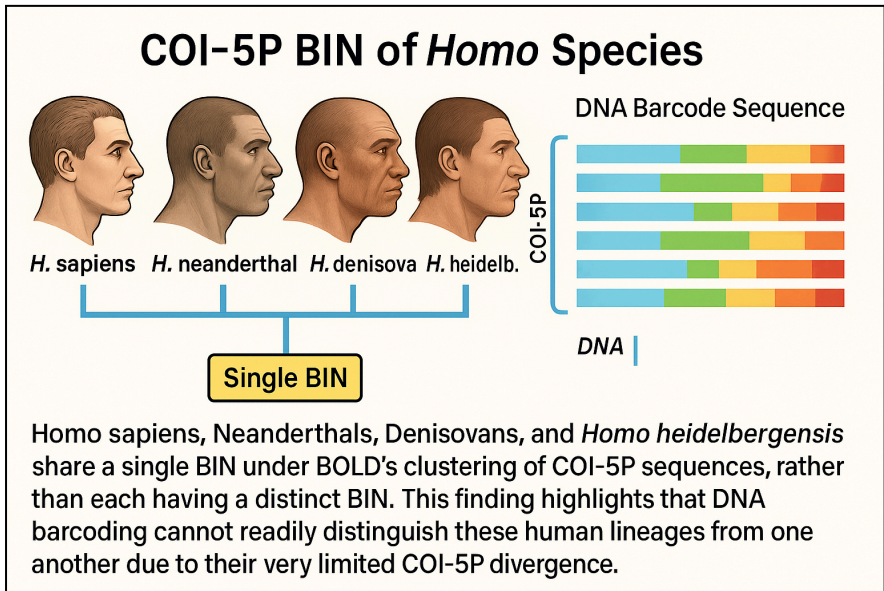 COI-5P BIN of Homo Species
DNA Barcode Sequence
COI-5P
H. sapiens
H. neanderthal
H. denisova
H. heidelb.
DNA
Single BIN
Homo sapiens, Neanderthals, Denisovans, and Homo heidelbergensis
share a single BIN under BOLD's clustering of COI-5P sequences, rather
than each having a distinct BIN. This finding highlights that DNA
barcoding cannot readily distinguish these human lineages from one
another due to their very limited COI-5P divergence.